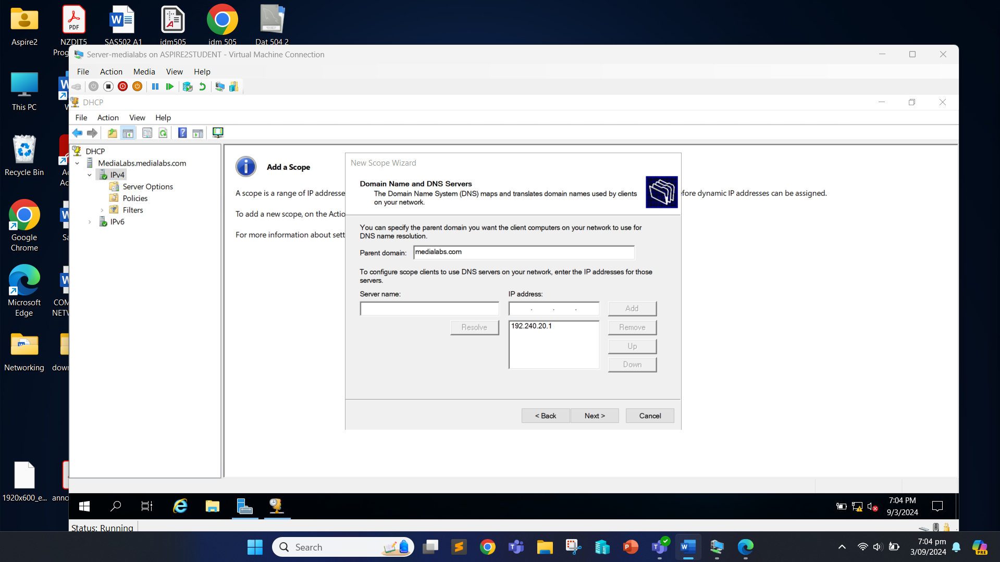 Aspire2
NZDIT5
Prog
SAS502 A1
idm505
idm 505
Dat 504 2
PDF
This PC
Recycle Bin
Google
Chrome
Microsoft
Edge
COM
NETW
Networking
down
1920x600_e...
anno
Server-medialabs on ASPIRE2STUDENT - Virtual Machine Connection
File Action Media View Help
DHCP
File Action View Help
DHCP
MediaLabs.medialabs.com
IPv4
Server Options
Policies
Filters
IPv6
Add a Scope
A scope is a range of IP addresse
efore dynamic IP addresses can be assigned.
To add a new scope, on the Actio
For more information about sett
New Scope Wizard
Domain Name and DNS Servers
The Domain Name System (DNS) maps and translates domain names used by clients
on your network.
You can specify the parent domain you want the client computers on your network to use for
DNS name resolution.
Parent domain: medialabs.com
To configure scope clients to use DNS servers on your network, enter the IP addresses for those
servers.
Server name: IP address:
. . . Add
Resolve 192.240.20.1 Remove
Up
Down
< Back Next > Cancel
7:04 PM
9/3/2024
Status: Running
Search
7:04 pm
3/09/2024
PRE